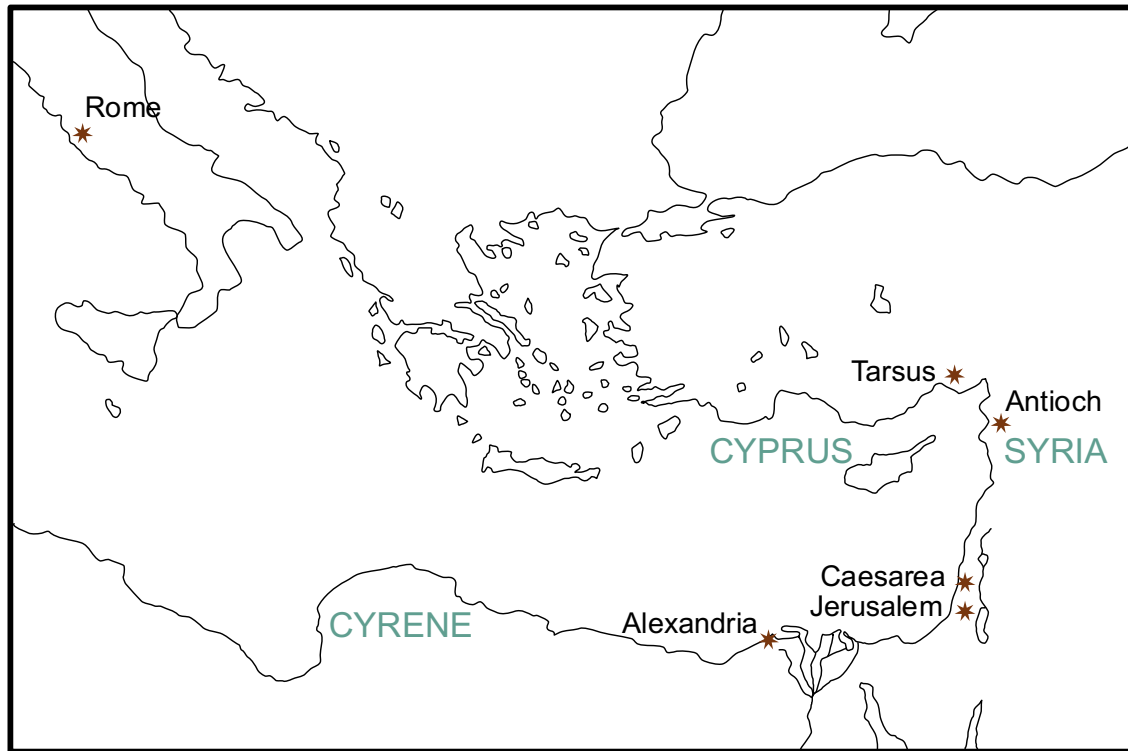 Rome
Tarsus
Antioch
CYPRUS
SYRIA
Caesarea
Jerusalem
CYRENE
Alexandria